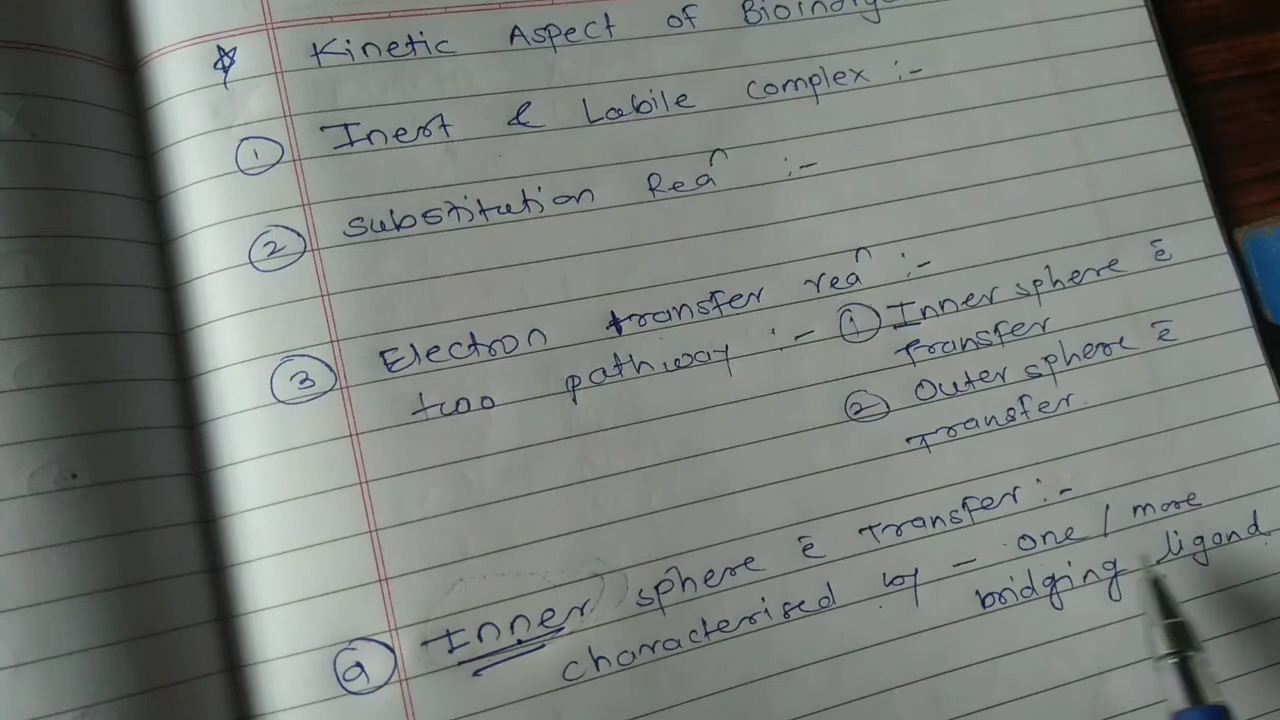 ☆ Kinetic Aspect of
① Inert & Labile complex :-
② Substitution Reaⁿ :-
③ Electron transfer reaⁿ :-
two pathway :- ① Inner sphere ē
transfer
② Outer sphere ē
transfer.
ⓐ Inner sphere ē transfer :-
characterised by - one / more
bridging ligand